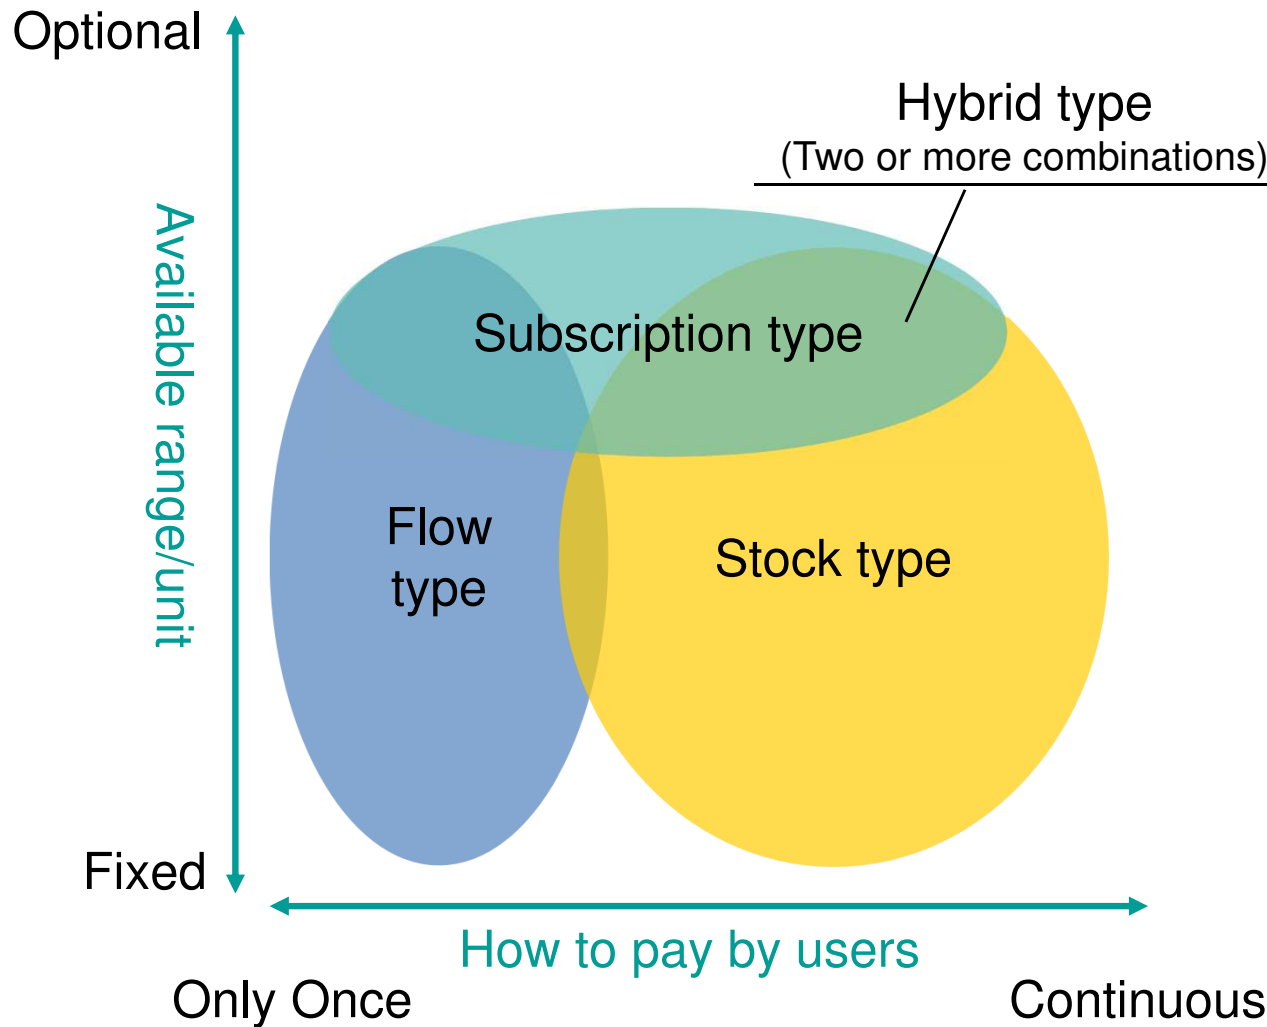 Optional
Hybrid type
(Two or more combinations)
Available range/unit
Subscription type
Flow
type
Stock type
Fixed
How to pay by users
Only Once
Continuous